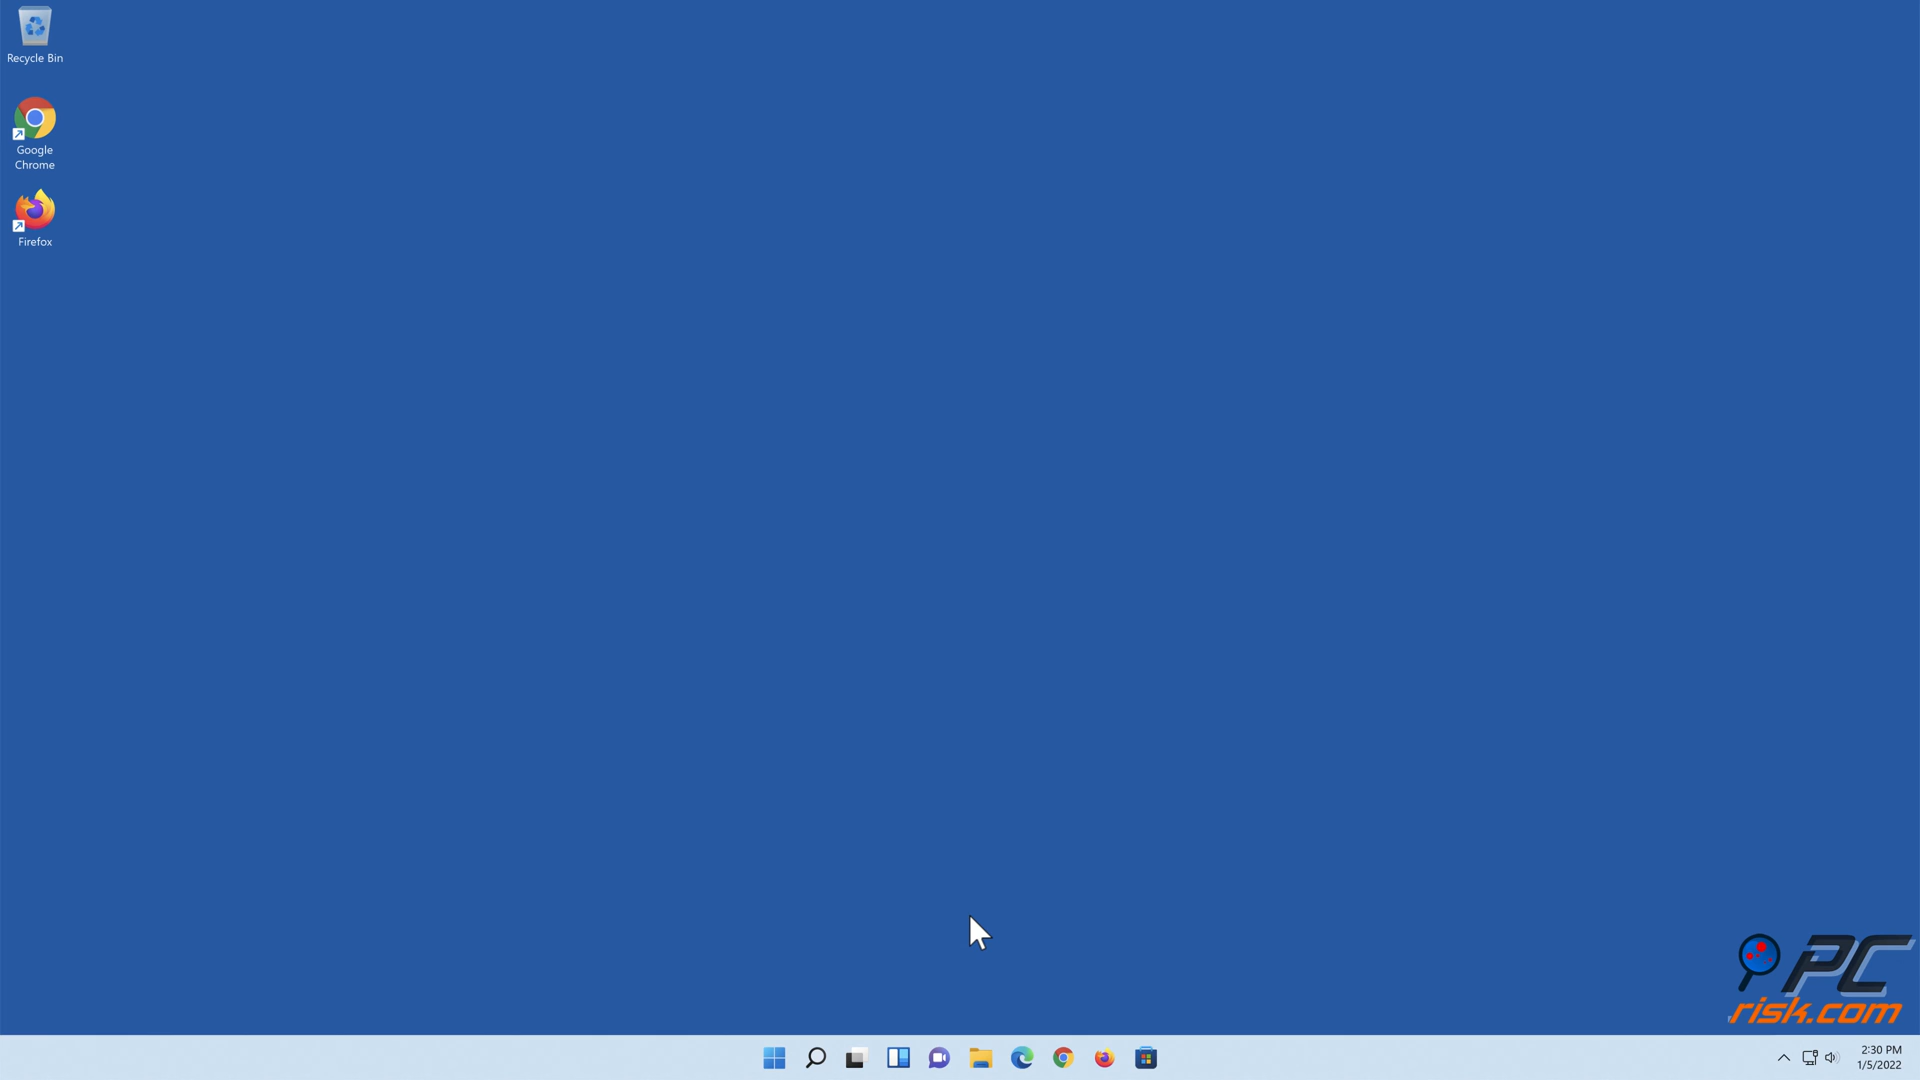 Recycle Bin
Google
Chrome
Firefox
PC
risk.com
2:30 PM
1/5/2022